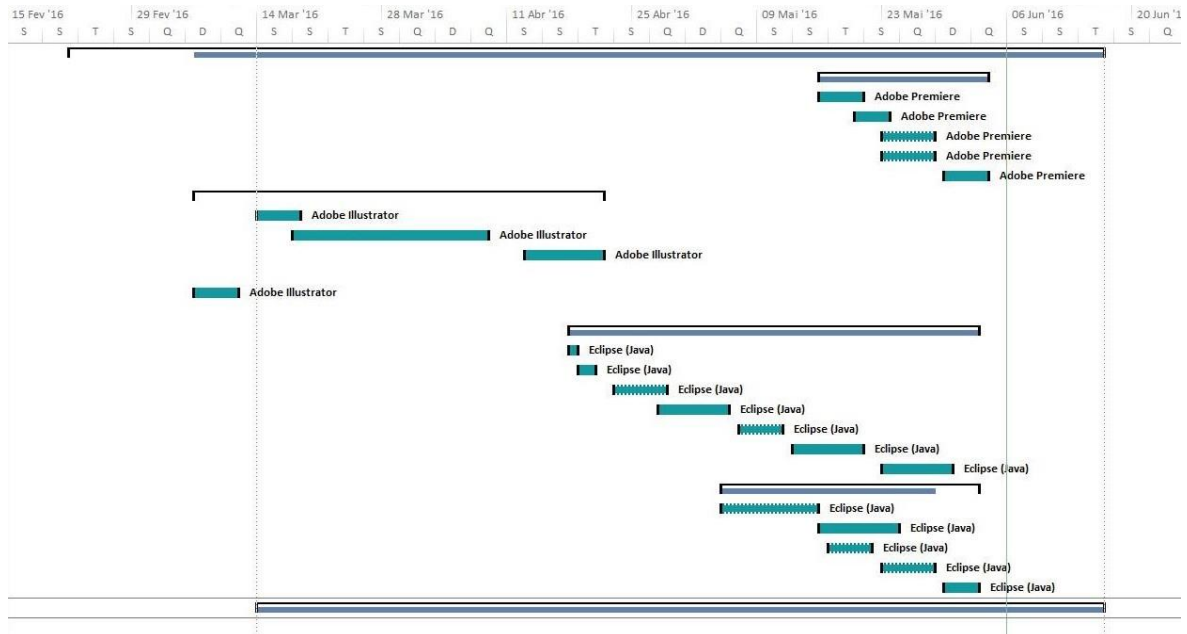 15 Fev '16 29 Fev '16 14 Mar '16 28 Mar '16 11 Abr '16 25 Abr '16 09 Mai '16 23 Mai '16 06 Jun '16 20 Jun '1
S S T S Q D Q S S T S Q D Q S S T S Q D Q S S T S Q D Q S S T S Q
Adobe Premiere
Adobe Premiere
Adobe Premiere
Adobe Premiere
Adobe Premiere
Adobe Illustrator
Adobe Illustrator
Adobe Illustrator
Adobe Illustrator
Eclipse (Java)
Eclipse (Java)
Eclipse (Java)
Eclipse (Java)
Eclipse (Java)
Eclipse (Java)
Eclipse (Java)
Eclipse (Java)
Eclipse (Java)
Eclipse (Java)
Eclipse (Java)
Eclipse (Java)